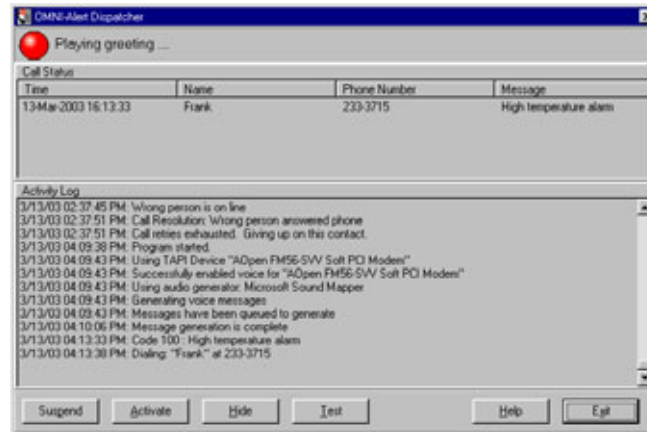 OMNI-Alert Dispatcher
Playing greeting ...
Call Status
Time Name Phone Number Message
13-Mar-2003 16:13:33 Frank 233-3715 High temperature alarm
Activity Log
3/13/03 02:37:45 PM: Wrong person is on line
3/13/03 02:37:51 PM: Call Resolution: Wrong person answered phone
3/13/03 02:37:51 PM: Call retries exhausted. Giving up on this contact.
3/13/03 04:09:38 PM: Program started.
3/13/03 04:09:43 PM: Using TAPI Device "AOpen FM56-SVV Soft PCI Modem"
3/13/03 04:09:43 PM: Successfully enabled voice for "AOpen FM56-SVV Soft PCI Modem"
3/13/03 04:09:43 PM: Using audio generator: Microsoft Sound Mapper
3/13/03 04:09:43 PM: Generating voice messages
3/13/03 04:09:43 PM: Messages have been queued to generate
3/13/03 04:10:06 PM: Message generation is complete
3/13/03 04:13:33 PM: Code 100 : High temperature alarm
3/13/03 04:13:38 PM: Dialing: "Frank" at 233-3715
Suspend Activate Hide Test Help Exit